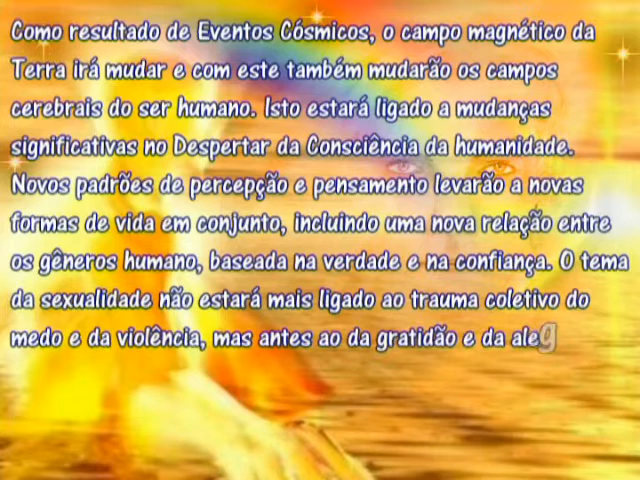 Como resultado de Eventos Cósmicos, o campo magnético da
Terra irá mudar e com este também mudarão os campos
cerebrais do ser humano. Isto estará ligado a mudanças
significativas no Despertar da Consciência da humanidade.
Novos padrões de percepção e pensamento levarão a novas
formas de vida em conjunto, incluindo uma nova relação entre
os gêneros humano, baseada na verdade e na confiança. O tema
da sexualidade não estará mais ligado ao trauma coletivo do
medo e da violência, mas antes ao da gratidão e da aleg